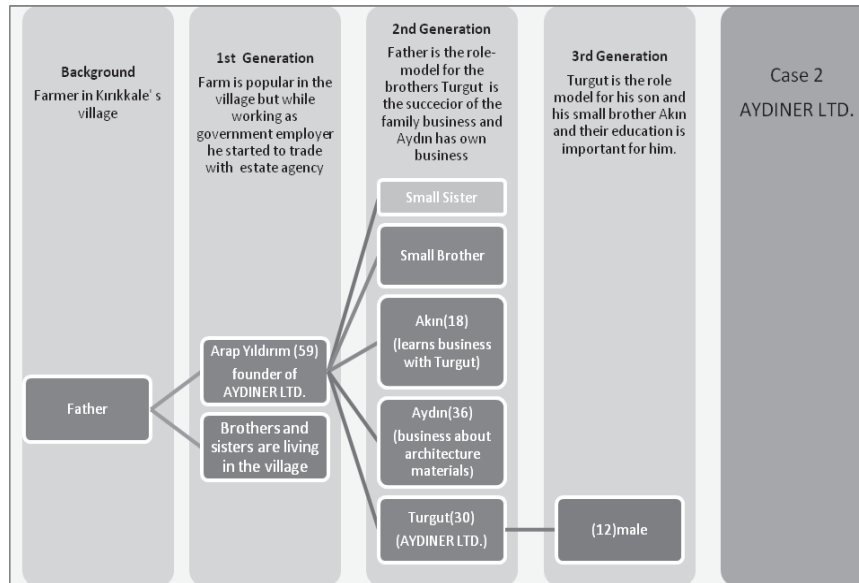 Background
Farmer in Kırıkkale's
village
1st Generation
Farm is popular in the
village but while
working as
government employer
he started to trade
with estate agency
2nd Generation
Father is the role-
model for the
brothers Turgut is
the succecior of the
family business and
Aydın has own
business
3rd Generation
Turgut is the role
model for his son and
his small brother Akın
and their education is
important for him.
Case 2
AYDINER LTD.
Father
Arap Yıldırım (59)
founder of
AYDINER LTD.
Brothers and
sisters are living
in the village
Small Sister
Small Brother
Akın(18)
(learns business
with Turgut)
Aydın(36)
(business about
architecture
materials)
Turgut(30)
(AYDINER LTD.)
(12)male